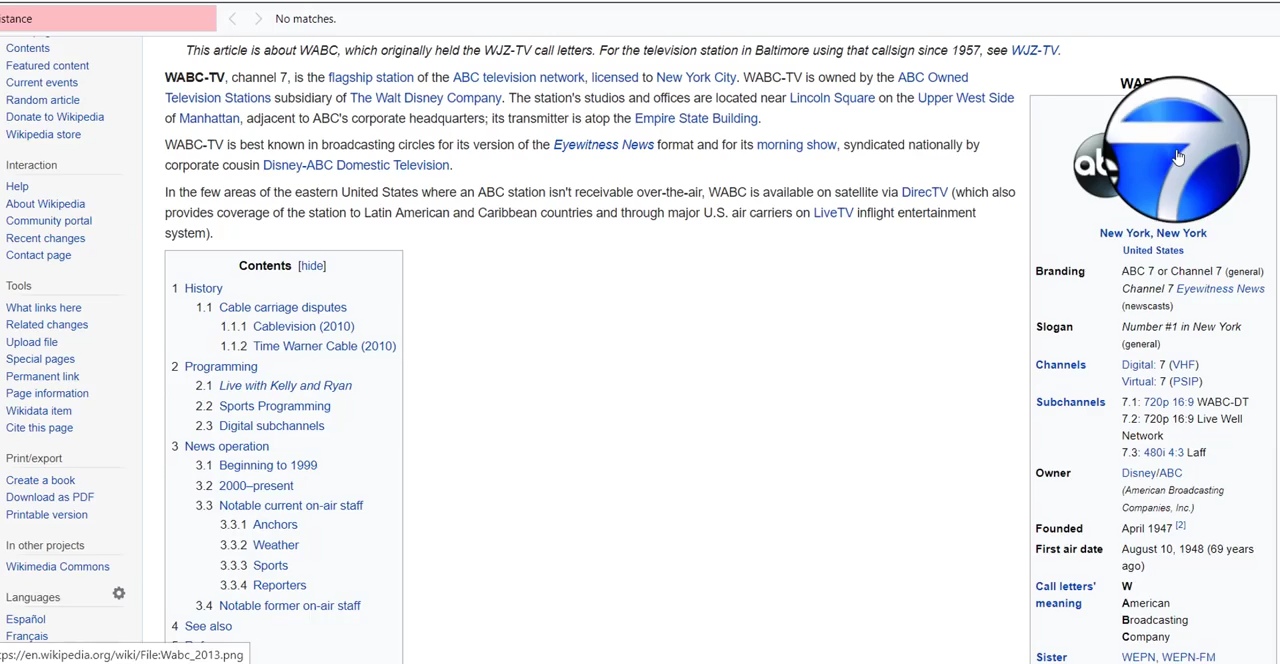 istance
No matches.
Contents
Featured content
Current events
Random article
Donate to Wikipedia
Wikipedia store
Interaction
Help
About Wikipedia
Community portal
Recent changes
Contact page
Tools
What links here
Related changes
Upload file
Special pages
Permanent link
Page information
Wikidata item
Cite this page
Print/export
Create a book
Download as PDF
Printable version
In other projects
Wikimedia Commons
Languages
Español
Français
tps://en.wikipedia.org/wiki/File:Wabc_2013.png
This article is about WABC, which originally held the WJZ-TV call letters. For the television station in Baltimore using that callsign since 1957, see WJZ-TV.
WABC-TV, channel 7, is the flagship station of the ABC television network, licensed to New York City. WABC-TV is owned by the ABC Owned
Television Stations subsidiary of The Walt Disney Company. The station's studios and offices are located near Lincoln Square on the Upper West Side
of Manhattan, adjacent to ABC's corporate headquarters; its transmitter is atop the Empire State Building.
WABC-TV is best known in broadcasting circles for its version of the Eyewitness News format and for its morning show, syndicated nationally by
corporate cousin Disney-ABC Domestic Television.
In the few areas of the eastern United States where an ABC station isn't receivable over-the-air, WABC is available on satellite via DirecTV (which also
provides coverage of the station to Latin American and Caribbean countries and through major U.S. air carriers on LiveTV inflight entertainment
system).
Contents [hide]
1 History
1.1 Cable carriage disputes
1.1.1 Cablevision (2010)
1.1.2 Time Warner Cable (2010)
2 Programming
2.1 Live with Kelly and Ryan
2.2 Sports Programming
2.3 Digital subchannels
3 News operation
3.1 Beginning to 1999
3.2 2000–present
3.3 Notable current on-air staff
3.3.1 Anchors
3.3.2 Weather
3.3.3 Sports
3.3.4 Reporters
3.4 Notable former on-air staff
4 See also
WAB
abc 7
New York, New York
United States
Branding ABC 7 or Channel 7 (general)
Channel 7 Eyewitness News
(newscasts)
Slogan Number #1 in New York
(general)
Channels Digital: 7 (VHF)
Virtual: 7 (PSIP)
Subchannels 7.1: 720p 16:9 WABC-DT
7.2: 720p 16:9 Live Well
Network
7.3: 480i 4:3 Laff
Owner Disney/ABC
(American Broadcasting
Companies, Inc.)
Founded April 1947 [2]
First air date August 10, 1948 (69 years
ago)
Call letters' W
meaning American
Broadcasting
Company
Sister WEPN, WEPN-FM